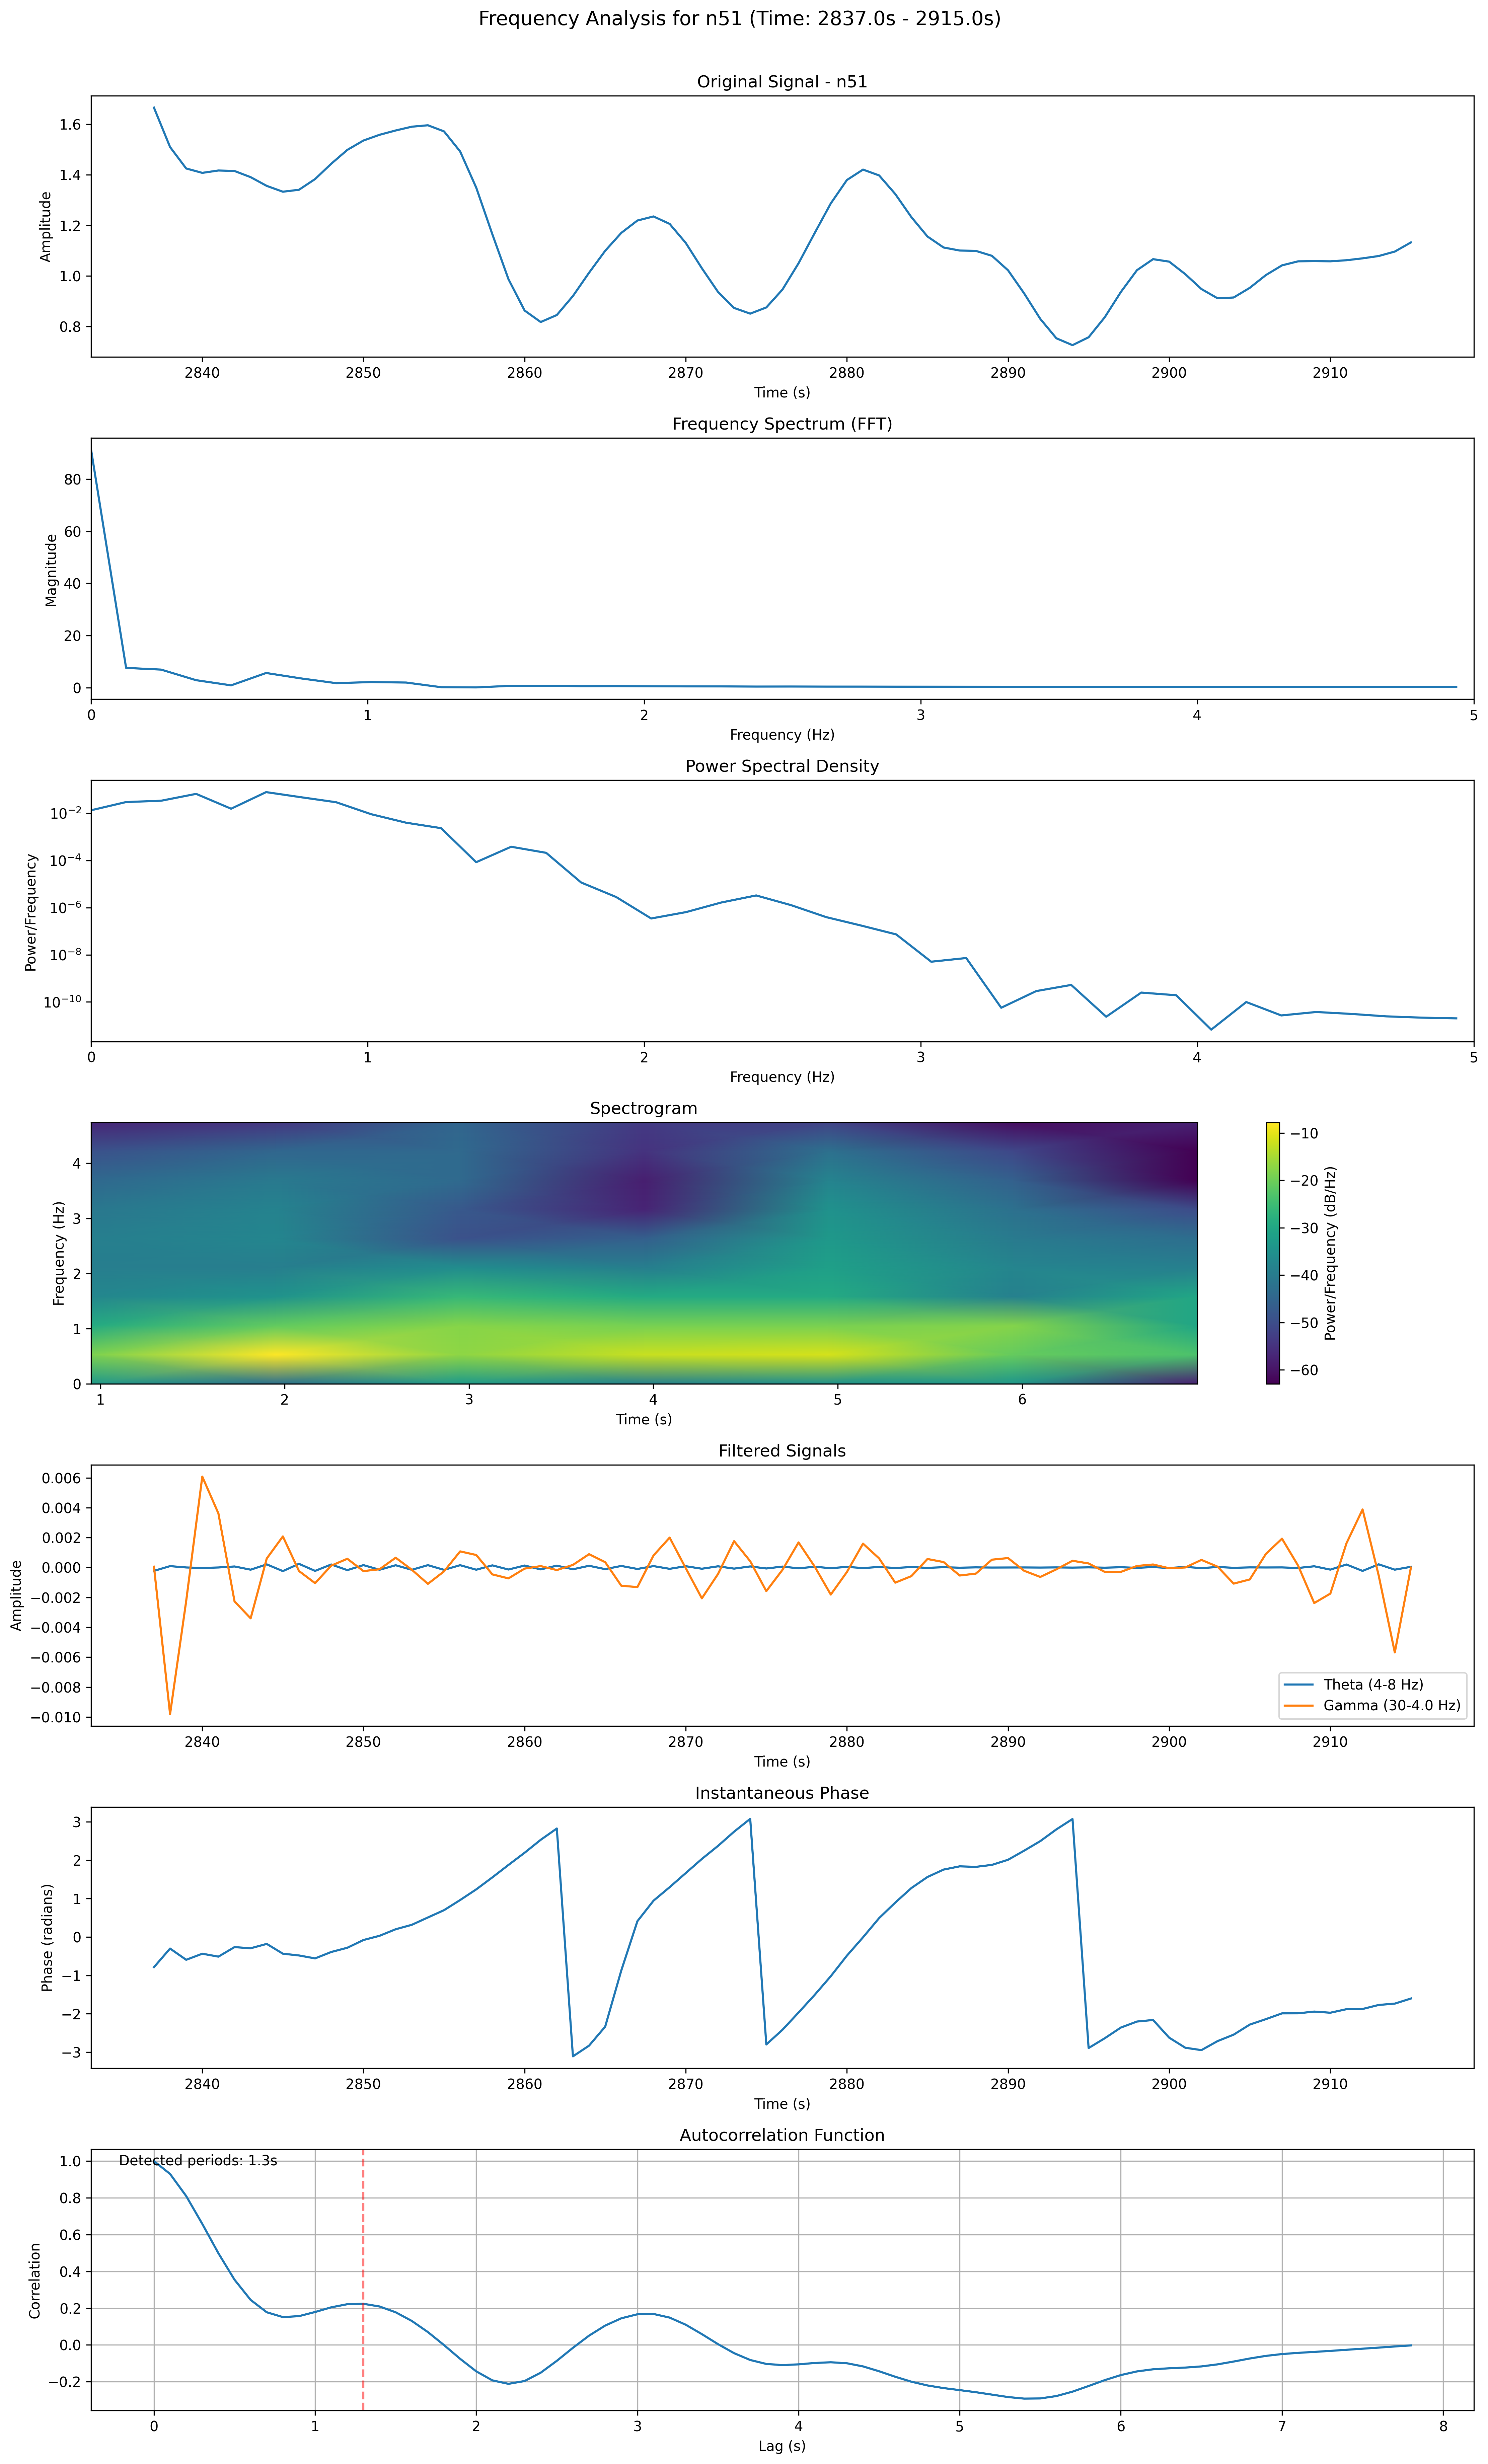 Frequency Analysis for n51 (Time: 2837.0s - 2915.0s)
Original Signal - n51
Amplitude
1.6
1.4
1.2
1.0
0.8
2840 2850 2860 2870 2880 2890 2900 2910
Time (s)
Frequency Spectrum (FFT)
Magnitude
80
60
40
20
0
0 1 2 3 4 5
Frequency (Hz)
Power Spectral Density
Power/Frequency
10⁻²
10⁻⁴
10⁻⁶
10⁻⁸
10⁻¹⁰
0 1 2 3 4 5
Frequency (Hz)
Spectrogram
Frequency (Hz)
4
3
2
1
0
1 2 3 4 5 6
Time (s)
−10
−20
−30
−40
−50
−60
Power/Frequency (dB/Hz)
Filtered Signals
Amplitude
0.006
0.004
0.002
0.000
−0.002
−0.004
−0.006
−0.008
−0.010
Theta (4-8 Hz)
Gamma (30-4.0 Hz)
2840 2850 2860 2870 2880 2890 2900 2910
Time (s)
Instantaneous Phase
Phase (radians)
3
2
1
0
−1
−2
−3
2840 2850 2860 2870 2880 2890 2900 2910
Time (s)
Autocorrelation Function
Detected periods: 1.3s
Correlation
1.0
0.8
0.6
0.4
0.2
0.0
−0.2
0 1 2 3 4 5 6 7 8
Lag (s)